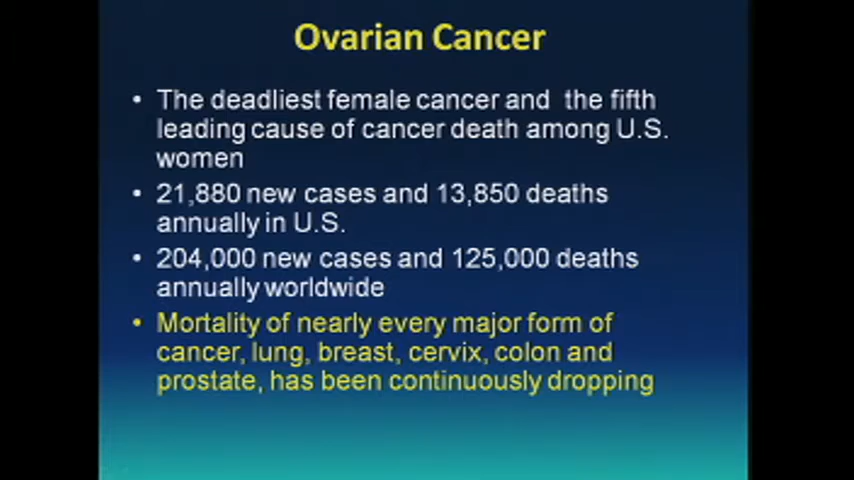 Ovarian Cancer
• The deadliest female cancer and the fifth
leading cause of cancer death among U.S.
women
• 21,880 new cases and 13,850 deaths
annually in U.S.
• 204,000 new cases and 125,000 deaths
annually worldwide
• Mortality of nearly every major form of
cancer, lung, breast, cervix, colon and
prostate, has been continuously dropping